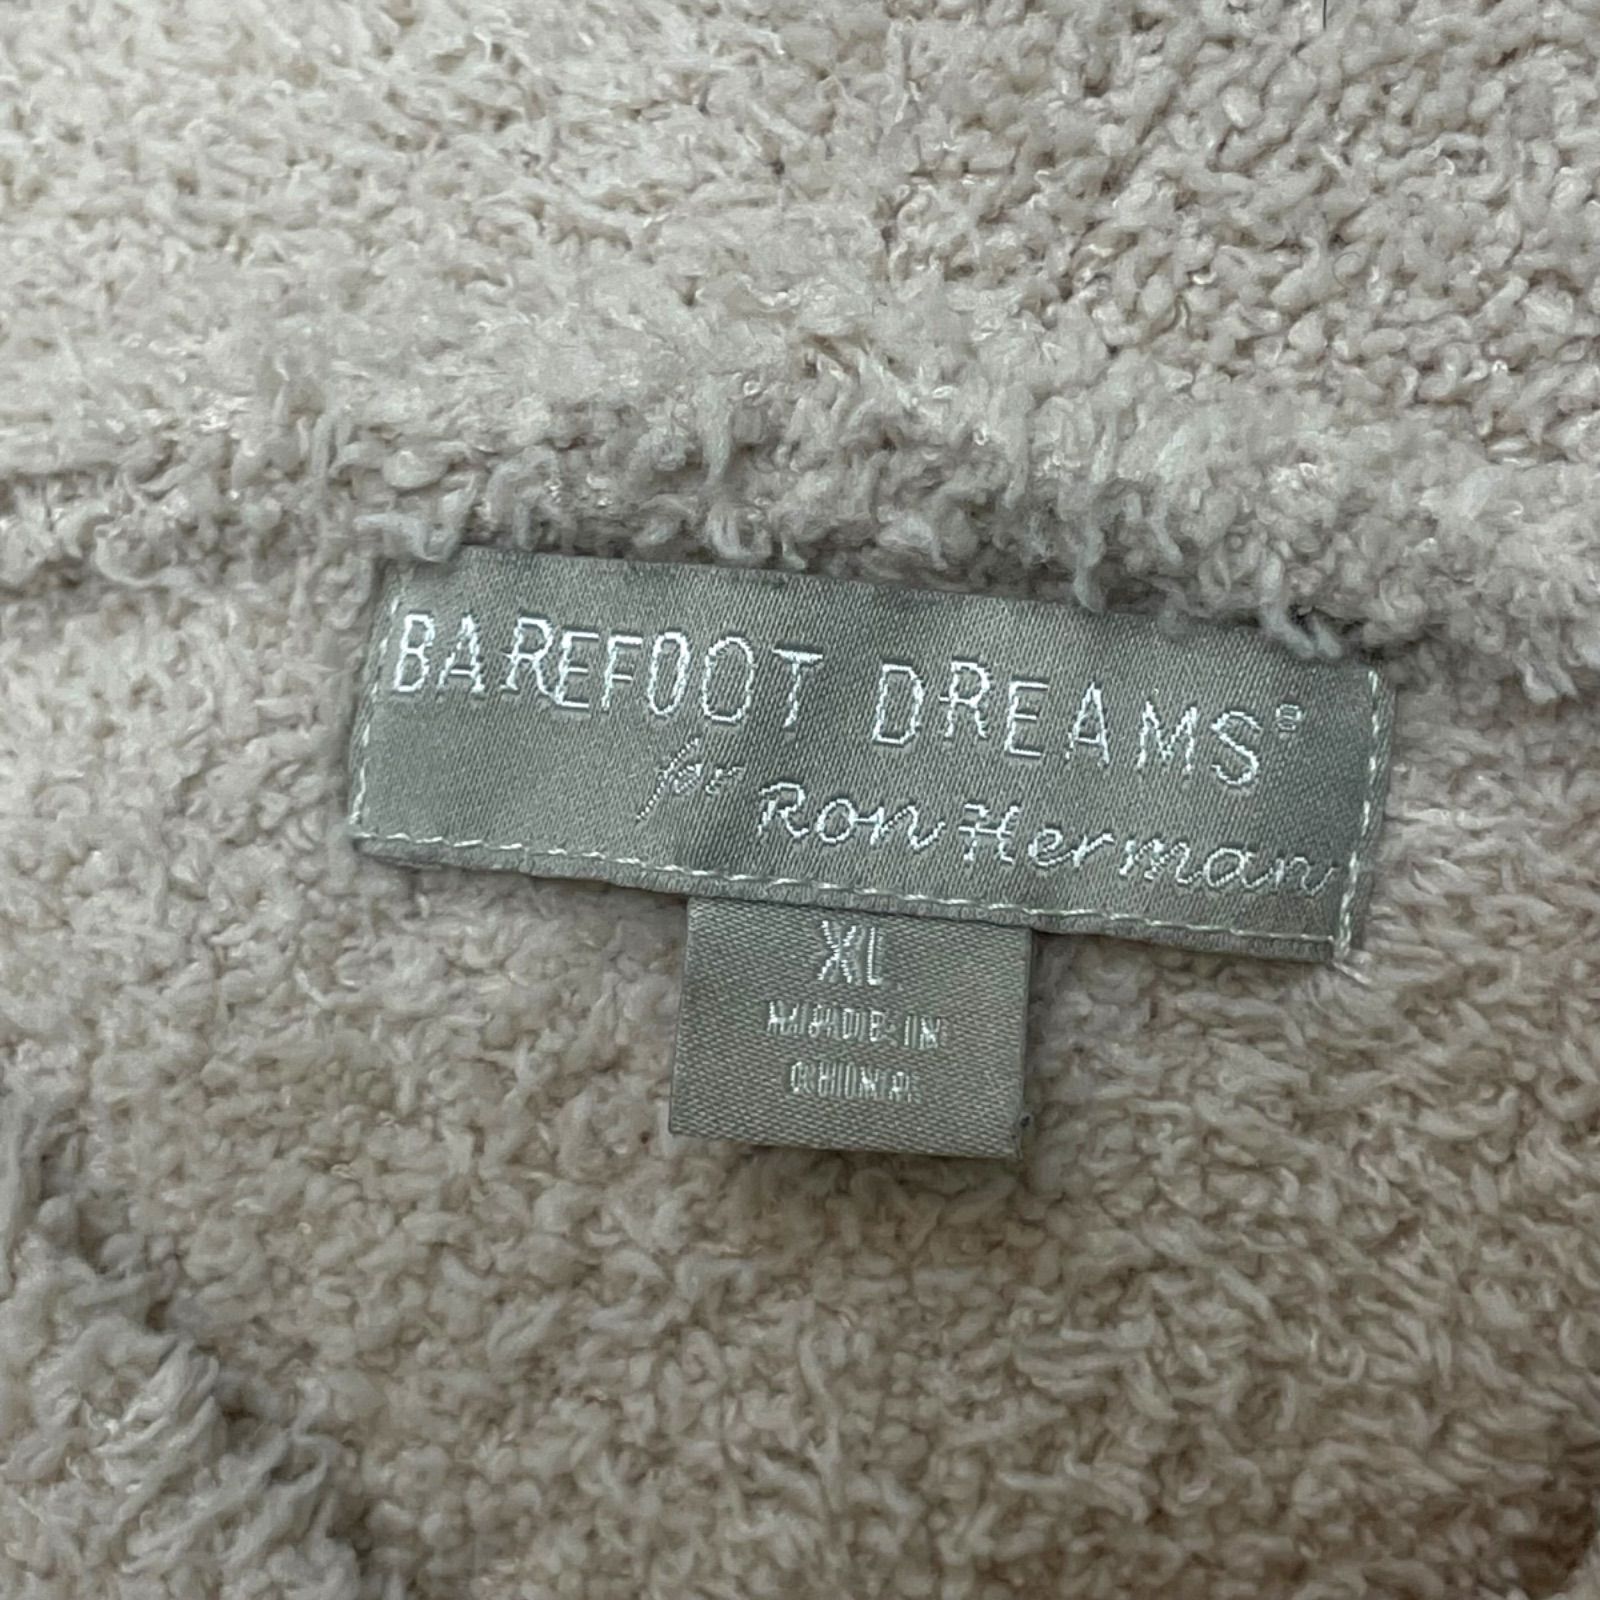 BAREFOOT DREAMS®
for Ron Herman
XL
MADE IN
CHINA